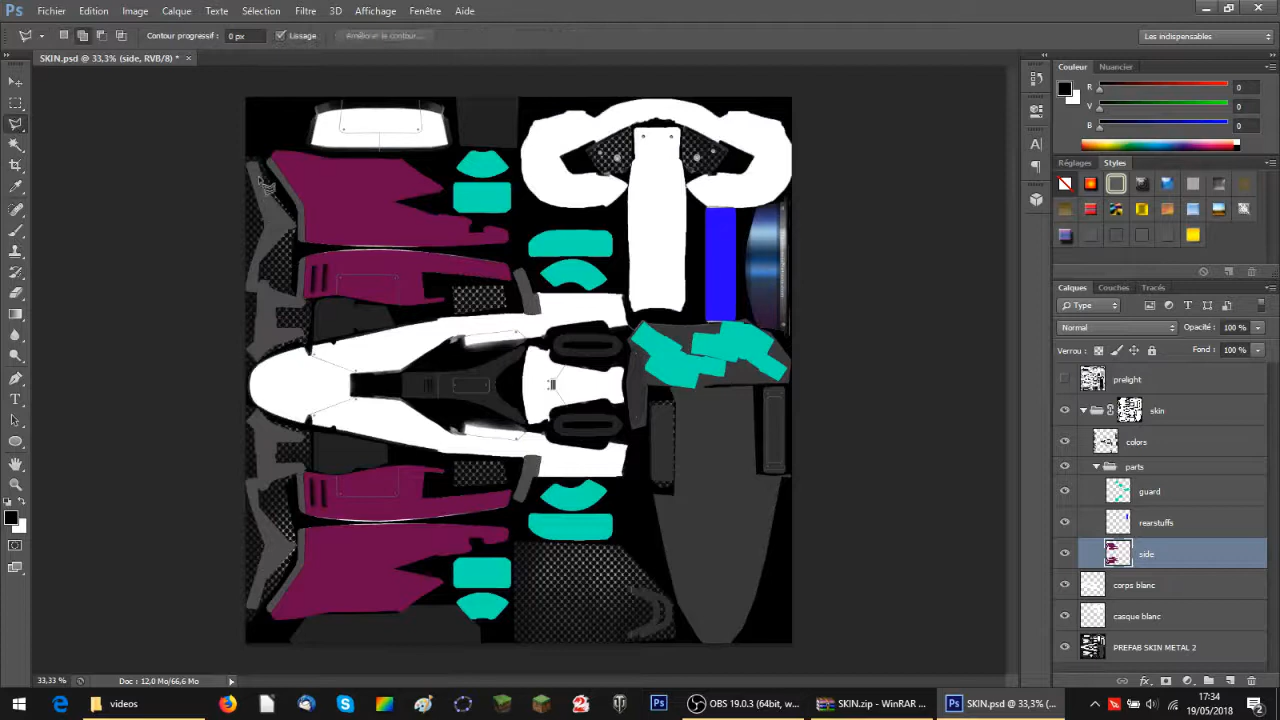 Ps Fichier Edition Image Calque Texte Sélection Filtre 3D Affichage Fenêtre Aide
Contour progressif : 0 px Lissage Améliorer le contour... Les indispensables
SKIN.psd @ 33,3% (side, RVB/8) *
Couleur Nuancier
R 0
V 0
B 0
Réglages Styles
Calques Couches Tracés
Type
Normal Opacité : 100 %
Verrou : Fond : 100 %
prelight
skin
colors
parts
guard
rearstuffs
side
corps blanc
casque blanc
PREFAB SKIN METAL 2
33,33 % Doc : 12,0 Mo/66,6 Mo
videos OBS 19.0.3 (64bit, w... SKIN.zip - WinRAR ... SKIN.psd @ 33,3% (s... 17:34
19/05/2018